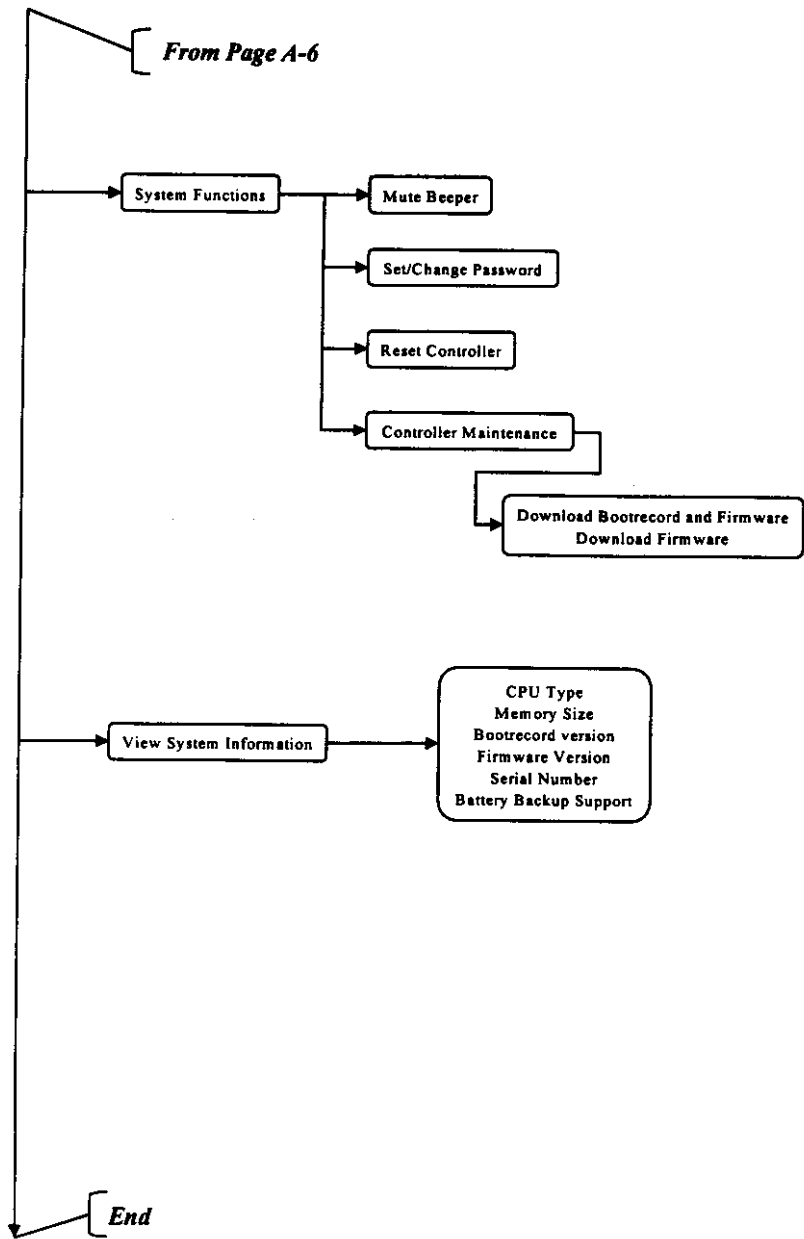 From Page A-6
System Functions
Mute Beeper
Set/Change Password
Reset Controller
Controller Maintenance
Download Bootrecord and Firmware
Download Firmware
View System Information
CPU Type
Memory Size
Bootrecord version
Firmware Version
Serial Number
Battery Backup Support
End